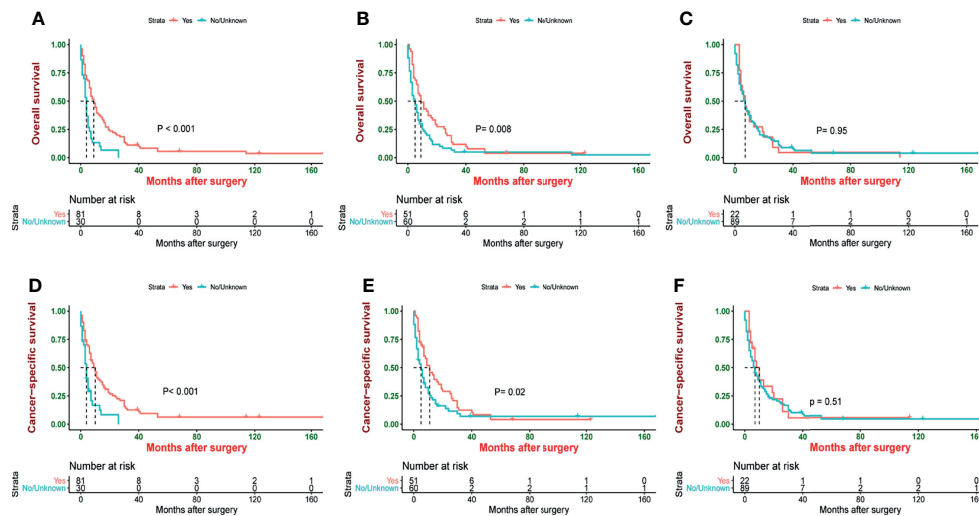 A
Strata Yes No/Unknown
Overall survival
1.00
0.75
0.50
0.25
0.00
P < 0.001
0 40 80 120 160
Months after surgery
Number at risk
Strata
Yes 81 8 3 2 1
No/Unknown 30 0 0 0 0
0 40 80 120 160
Months after surgery
B
Strata Yes No/Unknown
Overall survival
1.00
0.75
0.50
0.25
0.00
P= 0.008
0 40 80 120 160
Months after surgery
Number at risk
Strata
Yes 51 6 1 1 0
No/Unknown 60 2 2 1 1
0 40 80 120 160
Months after surgery
C
Strata Yes No/Unknown
Overall survival
1.00
0.75
0.50
0.25
0.00
P= 0.95
0 40 80 120 160
Months after surgery
Number at risk
Strata
Yes 22 1 1 0 0
No/Unknown 89 7 2 2 1
0 40 80 120 160
Months after surgery
D
Strata Yes No/Unknown
Cancer-specific survival
1.00
0.75
0.50
0.25
0.00
P< 0.001
0 40 80 120 160
Months after surgery
Number at risk
Strata
Yes 81 8 3 2 1
No/Unknown 30 0 0 0 0
0 40 80 120 160
Months after surgery
E
Strata Yes No/Unknown
Cancer-specific survival
1.00
0.75
0.50
0.25
0.00
P= 0.02
0 40 80 120 160
Months after surgery
Number at risk
Strata
Yes 51 6 1 1 0
No/Unknown 60 2 2 1 1
0 40 80 120 160
Months after surgery
F
Strata Yes No/Unknown
Cancer-specific survival
1.00
0.75
0.50
0.25
0.00
p = 0.51
0 40 80 120 160
Months after surgery
Number at risk
Strata
Yes 22 1 1 0 0
No/Unknown 89 7 2 2 1
0 40 80 120 160
Months after surgery